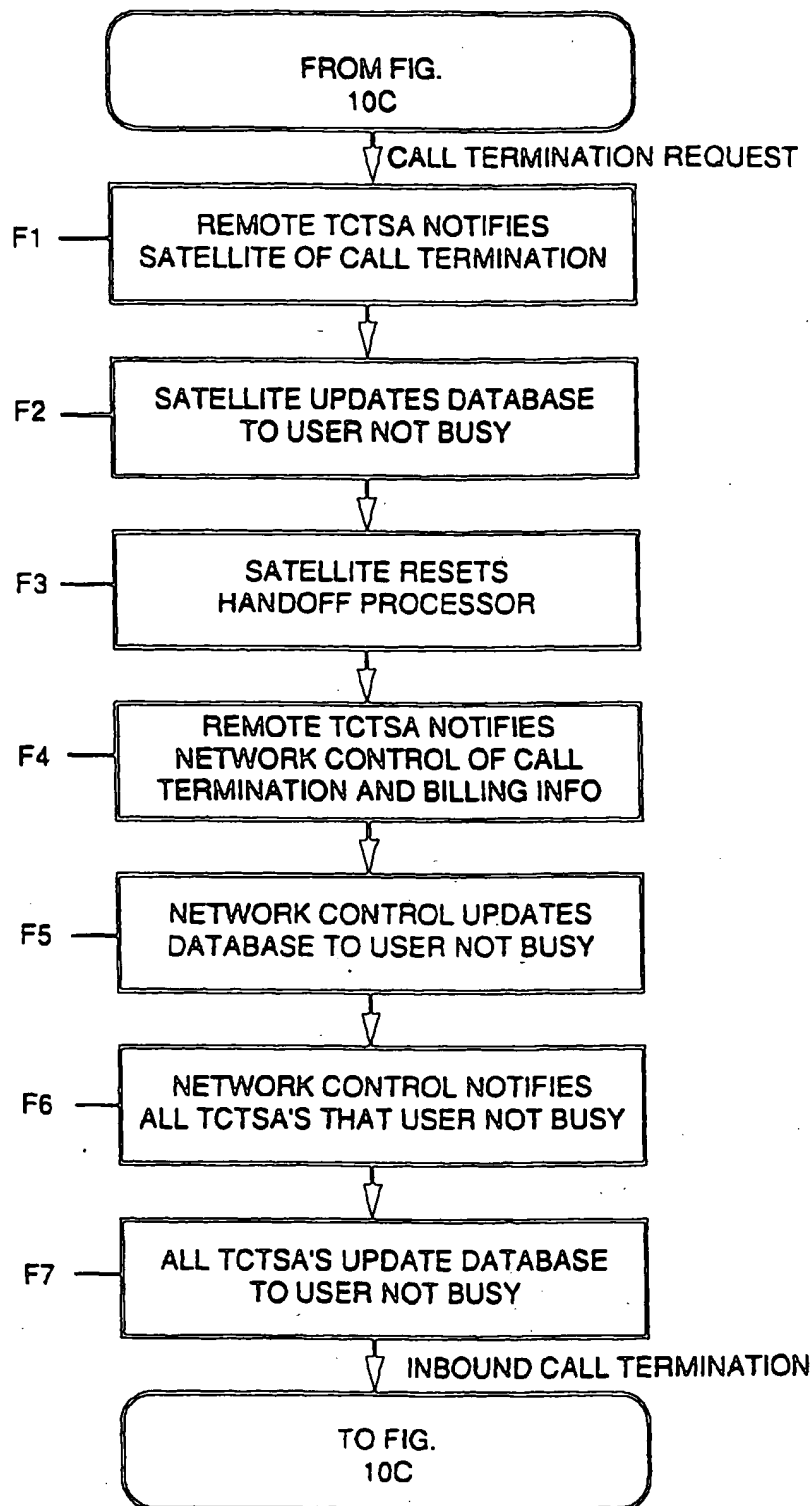 FROM FIG.
10C
CALL TERMINATION REQUEST
F1
REMOTE TCTSA NOTIFIES
SATELLITE OF CALL TERMINATION
F2
SATELLITE UPDATES DATABASE
TO USER NOT BUSY
F3
SATELLITE RESETS
HANDOFF PROCESSOR
F4
REMOTE TCTSA NOTIFIES
NETWORK CONTROL OF CALL
TERMINATION AND BILLING INFO
F5
NETWORK CONTROL UPDATES
DATABASE TO USER NOT BUSY
F6
NETWORK CONTROL NOTIFIES
ALL TCTSA'S THAT USER NOT BUSY
F7
ALL TCTSA'S UPDATE DATABASE
TO USER NOT BUSY
INBOUND CALL TERMINATION
TO FIG.
10C